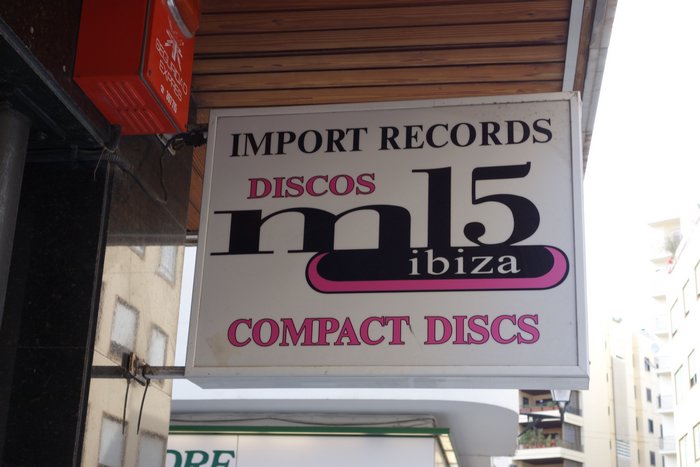 IMPORT RECORDS
DISCOS
m15
ibiza
COMPACT DISCS